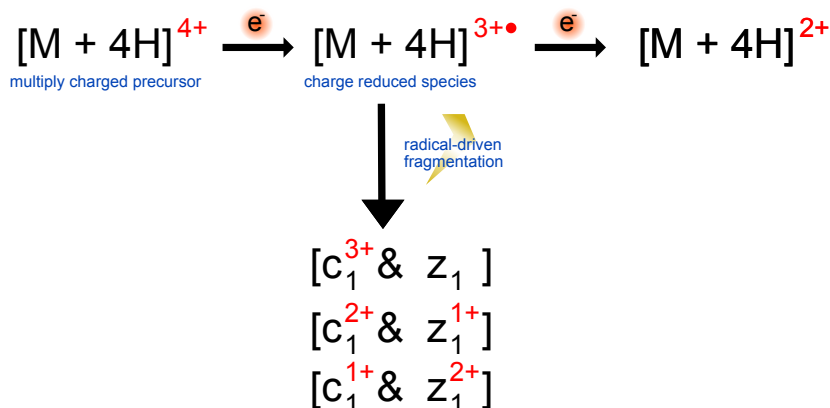 [M + 4H]⁴⁺ e⁻ [M + 4H]³⁺• e⁻ [M + 4H]²⁺
multiply charged precursor charge reduced species
radical-driven
fragmentation
[c₁³⁺ & z₁ ]
[c₁²⁺ & z₁¹⁺]
[c₁¹⁺ & z₁²⁺]